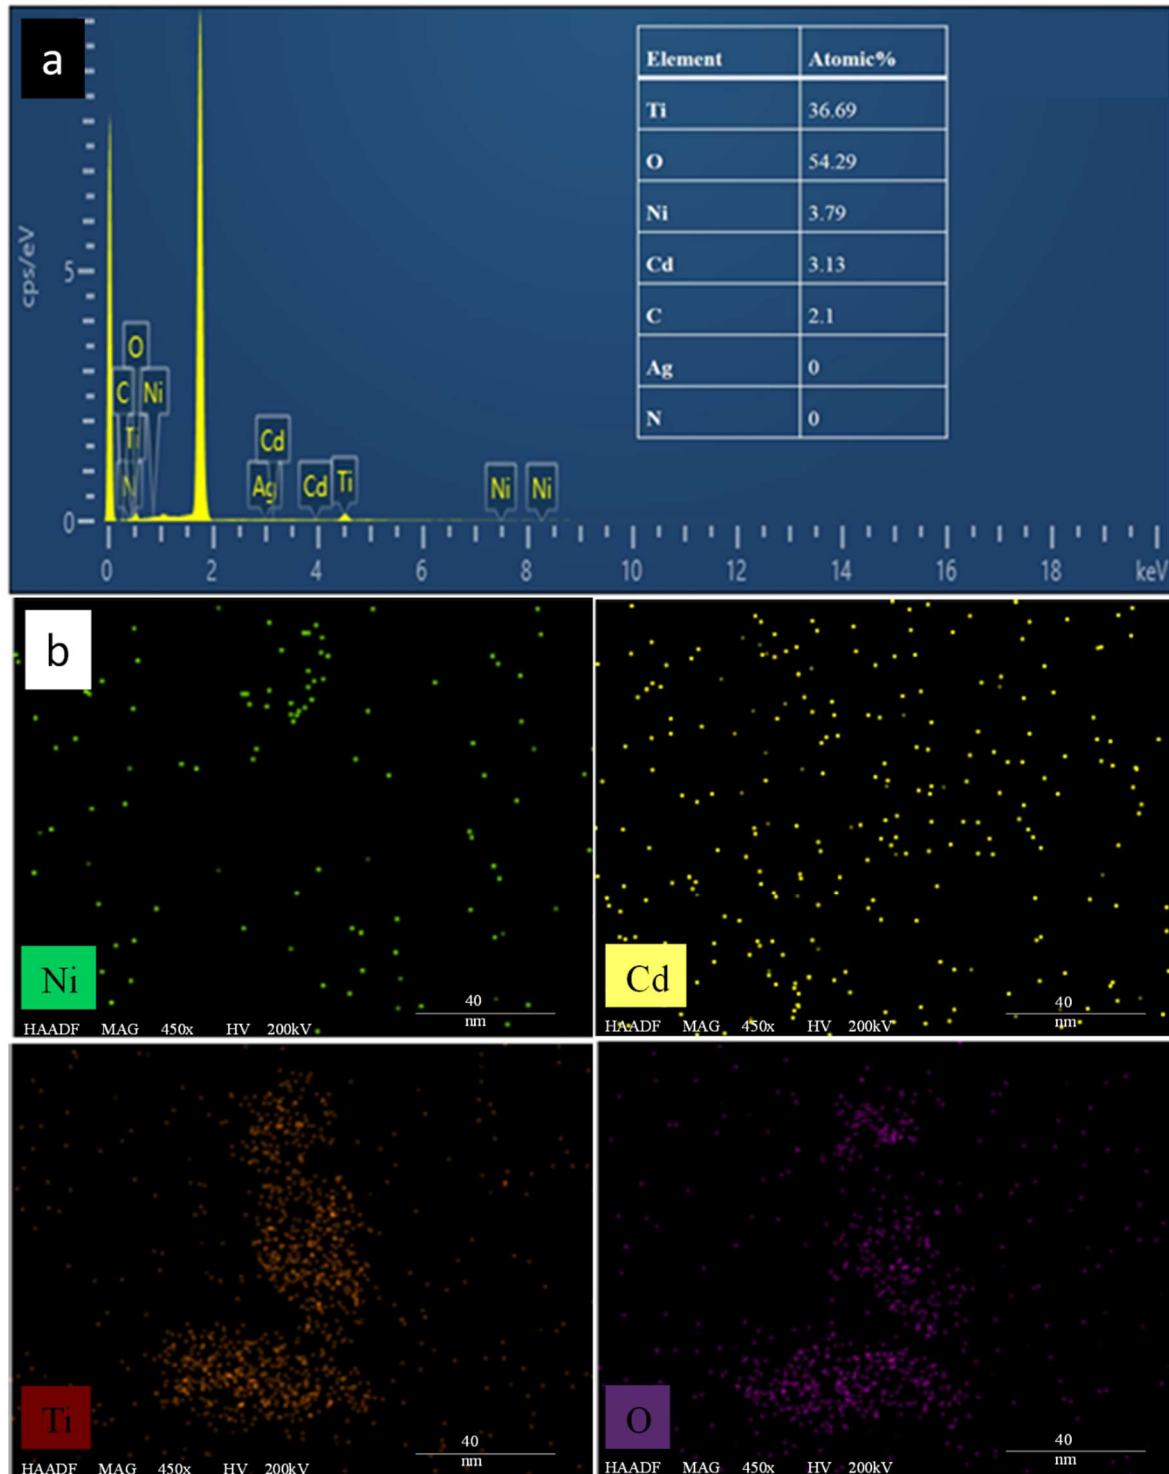 a
Element Atomic%
Ti 36.69
O 54.29
Ni 3.79
Cd 3.13
C 2.1
Ag 0
N 0
cps/eV
5
0
O
C Ni
Ti Cd
N Ag Cd Ti Ni Ni
0 2 4 6 8 10 12 14 16 18 keV
b
Ni
40
nm
HAADF MAG 450x HV 200kV
Cd
40
nm
HAADF MAG 450x HV 200kV
Ti
40
nm
HAADF MAG 450x HV 200kV
O
40
nm
HAADF MAG 450x HV 200kV